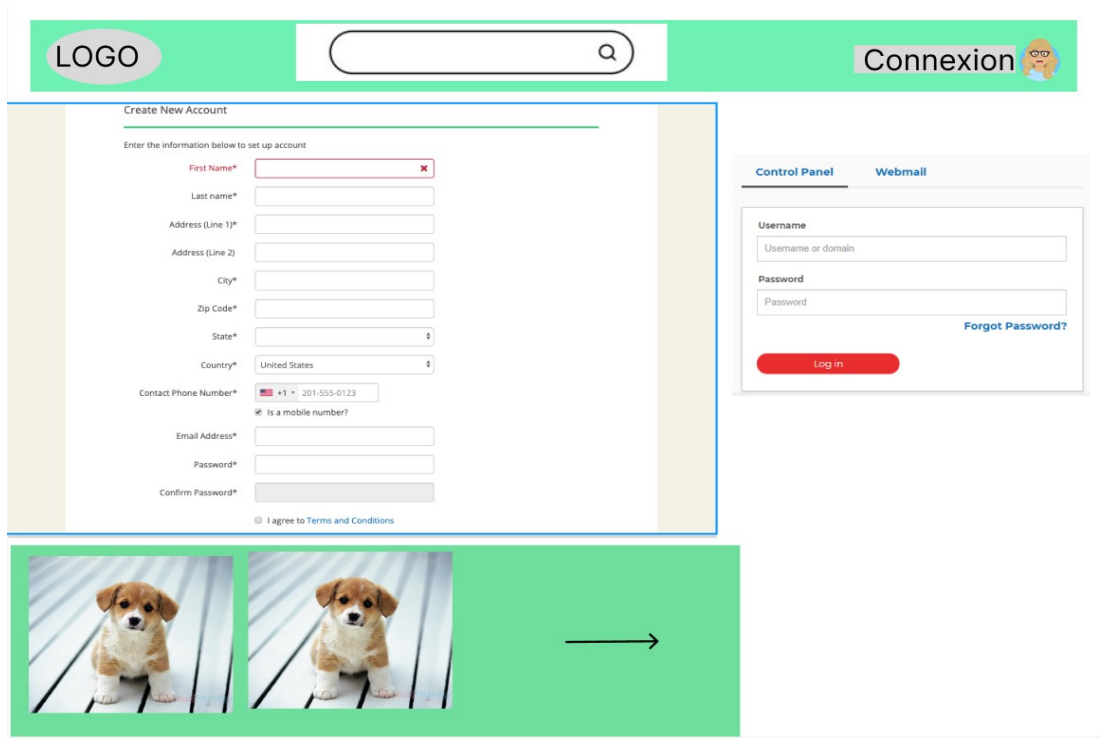 LOGO
Connexion
Create New Account
Enter the information below to set up account
First Name*
Last name*
Address (Line 1)*
Address (Line 2)
City*
Zip Code*
State*
Country* United States
Contact Phone Number* +1 201-555-0123
Is a mobile number?
Email Address*
Password*
Confirm Password*
I agree to Terms and Conditions
Control Panel Webmail
Username
Username or domain
Password
Password
Forgot Password?
Log in